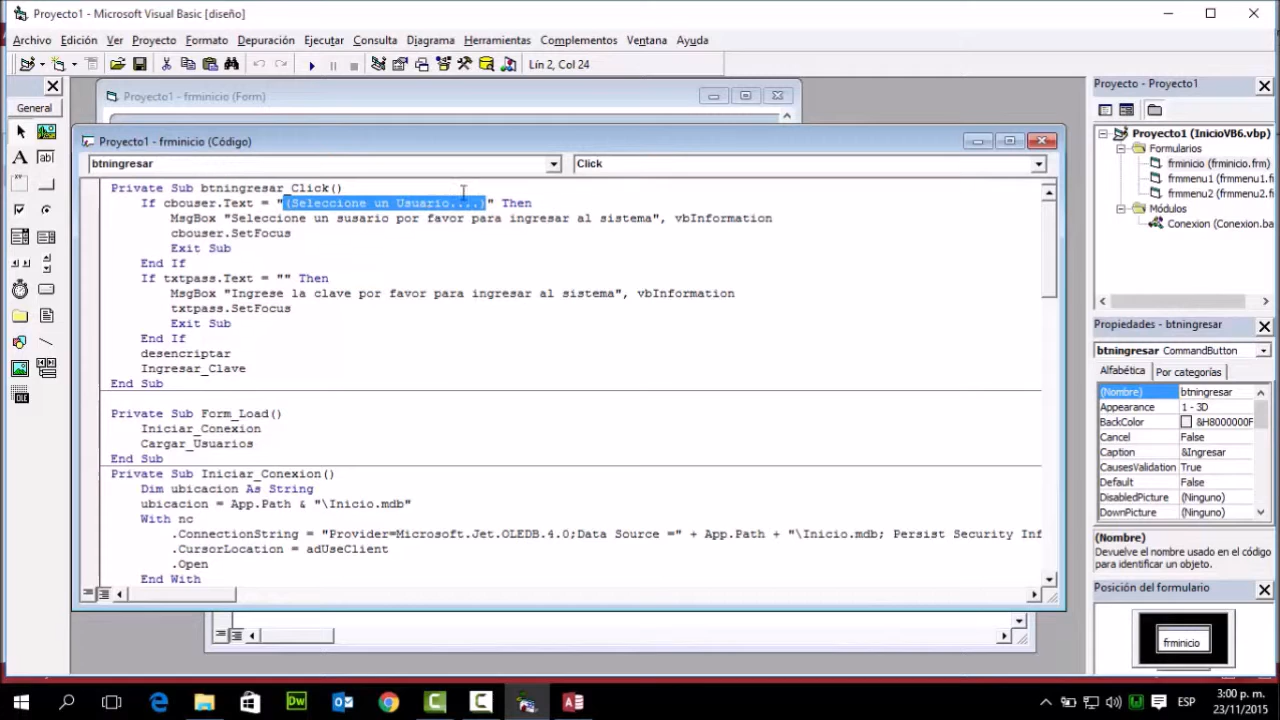 Proyecto1 - Microsoft Visual Basic [diseño]
Archivo Edición Ver Proyecto Formato Depuración Ejecutar Consulta Diagrama Herramientas Complementos Ventana Ayuda
Lín 2, Col 24
General
Proyecto1 - frminicio (Form)
Proyecto1 - frminicio (Código)
btningresar Click
Private Sub btningresar_Click()
If cbouser.Text = "(Seleccione un Usuario....)" Then
MsgBox "Seleccione un susario por favor para ingresar al sistema", vbInformation
cbouser.SetFocus
Exit Sub
End If
If txtpass.Text = "" Then
MsgBox "Ingrese la clave por favor para ingresar al sistema", vbInformation
txtpass.SetFocus
Exit Sub
End If
desencriptar
Ingresar_Clave
End Sub
Private Sub Form_Load()
Iniciar_Conexion
Cargar_Usuarios
End Sub
Private Sub Iniciar_Conexion()
Dim ubicacion As String
ubicacion = App.Path & "\Inicio.mdb"
With nc
.ConnectionString = "Provider=Microsoft.Jet.OLEDB.4.0;Data Source =" + App.Path + "\Inicio.mdb; Persist Security Inf
.CursorLocation = adUseClient
.Open
End With
Proyecto - Proyecto1
Proyecto1 (InicioVB6.vbp)
Formularios
frminicio (frminicio.frm)
frmmenu1 (frmmenu1.fr
frmmenu2 (frmmenu2.fr
Módulos
Conexion (Conexion.ba
Propiedades - btningresar
btningresar CommandButton
Alfabética Por categorías
(Nombre) btningresar
Appearance 1 - 3D
BackColor &H8000000F
Cancel False
Caption &Ingresar
CausesValidation True
Default False
DisabledPicture (Ninguno)
DownPicture (Ninguno)
(Nombre)
Devuelve el nombre usado en el código
para identificar un objeto.
Posición del formulario
frminicio
OLE
Dw
ESP
3:00 p. m.
23/11/2015